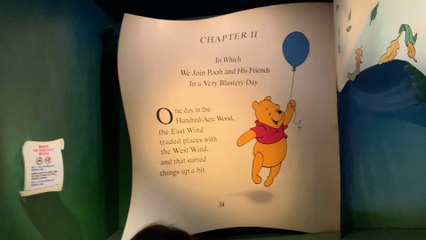 CHAPTER II
In Which
We Join Pooh and His Friends
In a Very Blustery Day
One day in the
Hundred-Acre Wood,
the East Wind
traded places with
the West Wind,
and that stirred
things up a bit.